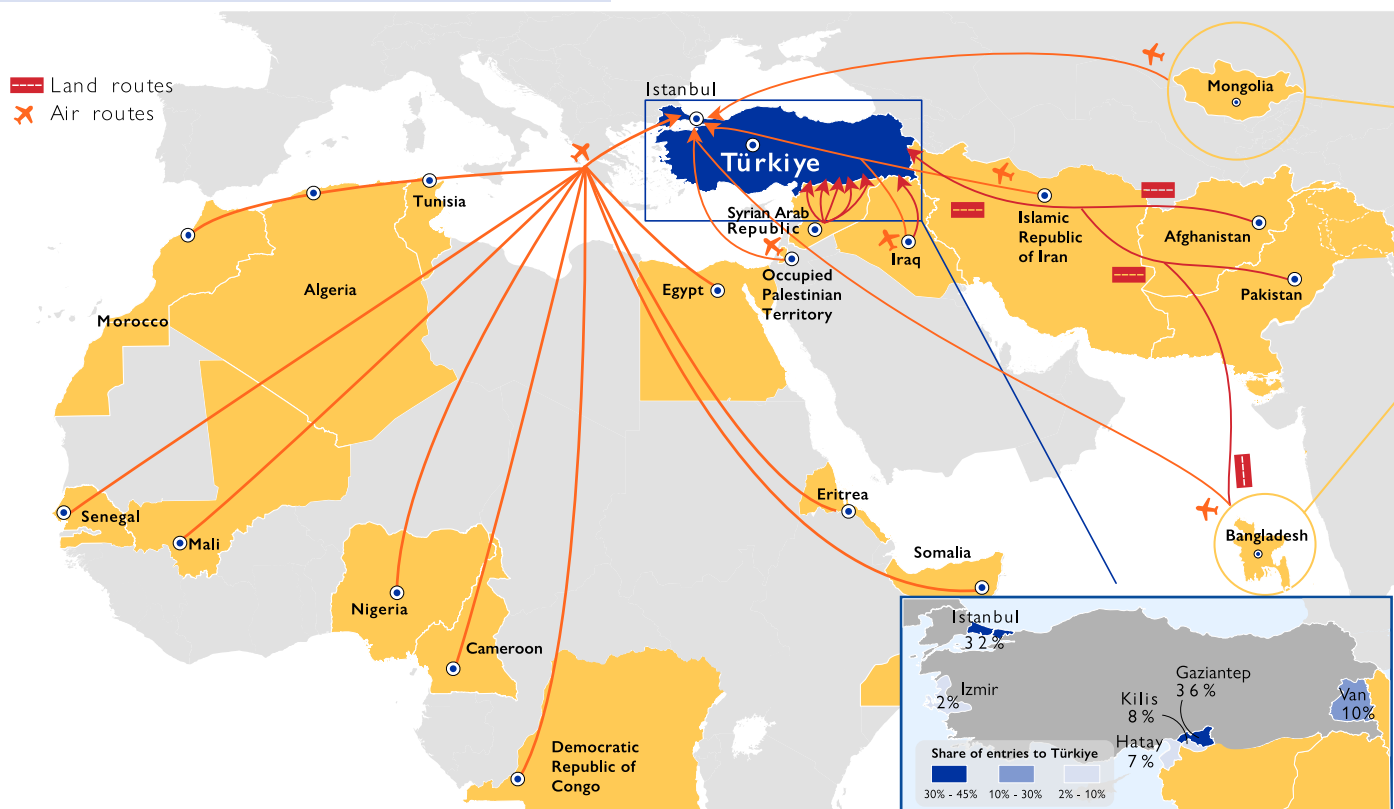 Land routes
Air routes
Istanbul
Türkiye
Mongolia
Tunisia
Algeria
Morocco
Egypt
Syrian Arab
Republic
Occupied
Palestinian
Territory
Iraq
Islamic
Republic
of Iran
Afghanistan
Pakistan
Senegal
Mali
Nigeria
Cameroon
Democratic
Republic of
Congo
Eritrea
Somalia
Bangladesh
Istanbul
32%
Izmir
2%
Gaziantep
36%
Kilis
8%
Hatay
7%
Van
10%
Share of entries to Türkiye
30% - 45%
10% - 30%
2% - 10%